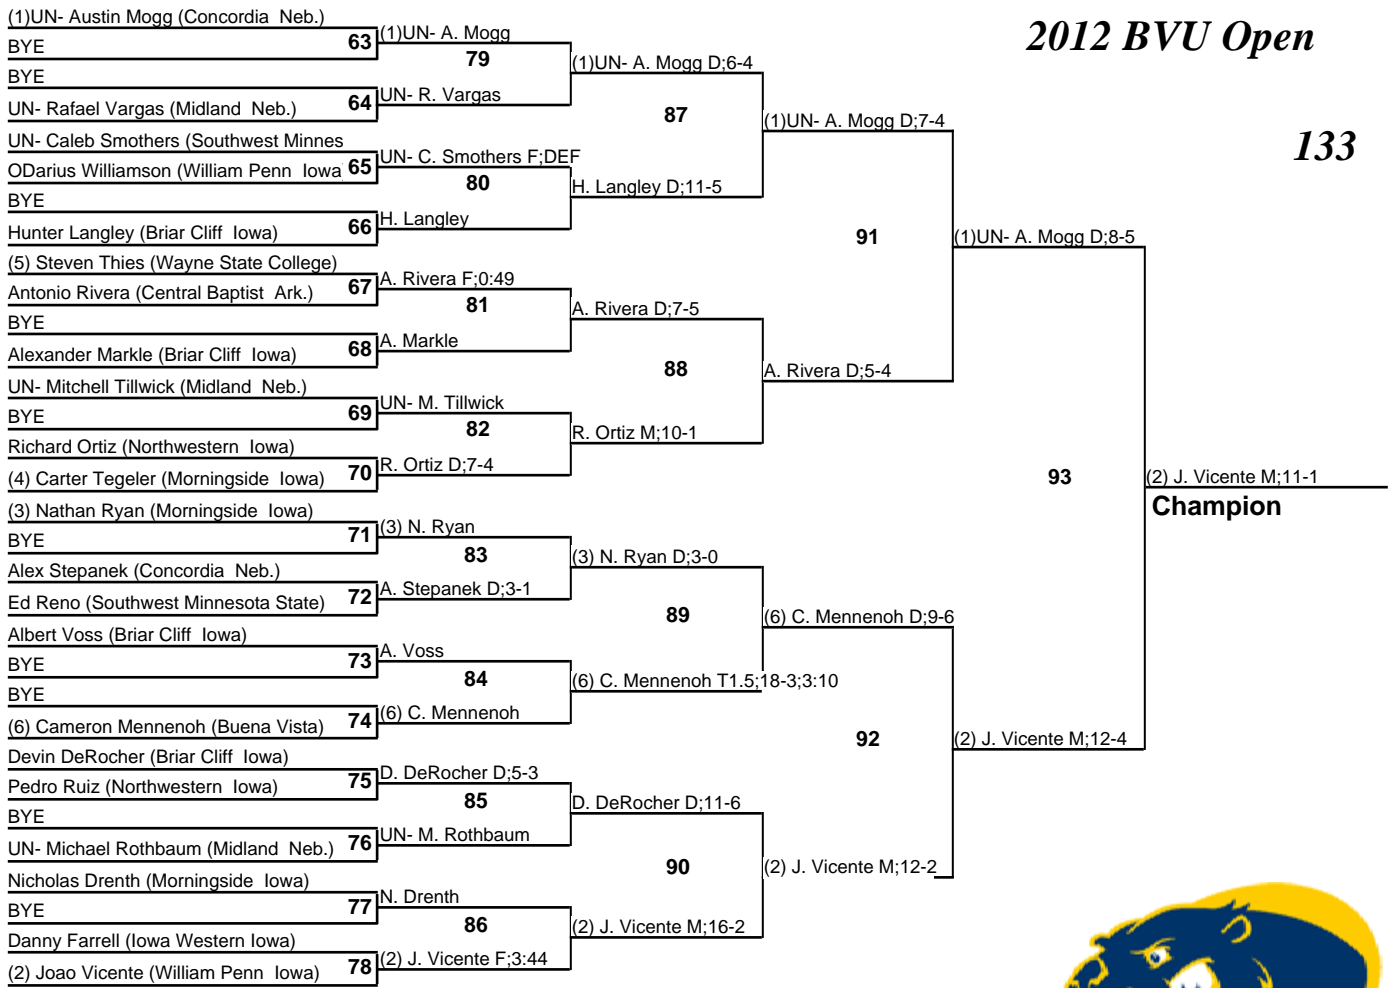 2012 BVU Open
133
(1)UN- Austin Mogg (Concordia Neb.)
BYE
BYE
UN- Rafael Vargas (Midland Neb.)
UN- Caleb Smothers (Southwest Minnes
ODarius Williamson (William Penn Iowa
BYE
Hunter Langley (Briar Cliff Iowa)
(5) Steven Thies (Wayne State College)
Antonio Rivera (Central Baptist Ark.)
BYE
Alexander Markle (Briar Cliff Iowa)
UN- Mitchell Tillwick (Midland Neb.)
BYE
Richard Ortiz (Northwestern Iowa)
(4) Carter Tegeler (Morningside Iowa)
(3) Nathan Ryan (Morningside Iowa)
BYE
Alex Stepanek (Concordia Neb.)
Ed Reno (Southwest Minnesota State)
Albert Voss (Briar Cliff Iowa)
BYE
BYE
(6) Cameron Mennenoh (Buena Vista)
Devin DeRocher (Briar Cliff Iowa)
Pedro Ruiz (Northwestern Iowa)
BYE
UN- Michael Rothbaum (Midland Neb.)
Nicholas Drenth (Morningside Iowa)
BYE
Danny Farrell (Iowa Western Iowa)
(2) Joao Vicente (William Penn Iowa)
63
64
65
66
67
68
69
70
71
72
73
74
75
76
77
78
(1)UN- A. Mogg
UN- R. Vargas
UN- C. Smothers F;DEF
H. Langley
A. Rivera F;0:49
A. Markle
UN- M. Tillwick
R. Ortiz D;7-4
(3) N. Ryan
A. Stepanek D;3-1
A. Voss
(6) C. Mennenoh
D. DeRocher D;5-3
UN- M. Rothbaum
N. Drenth
(2) J. Vicente F;3:44
79
80
81
82
83
84
85
86
(1)UN- A. Mogg D;6-4
H. Langley D;11-5
A. Rivera D;7-5
R. Ortiz M;10-1
(3) N. Ryan D;3-0
(6) C. Mennenoh T1.5;18-3;3:10
D. DeRocher D;11-6
(2) J. Vicente M;16-2
87
88
89
90
(1)UN- A. Mogg D;7-4
A. Rivera D;5-4
(6) C. Mennenoh D;9-6
(2) J. Vicente M;12-2
91
92
(1)UN- A. Mogg D;8-5
(2) J. Vicente M;12-4
93
(2) J. Vicente M;11-1
Champion